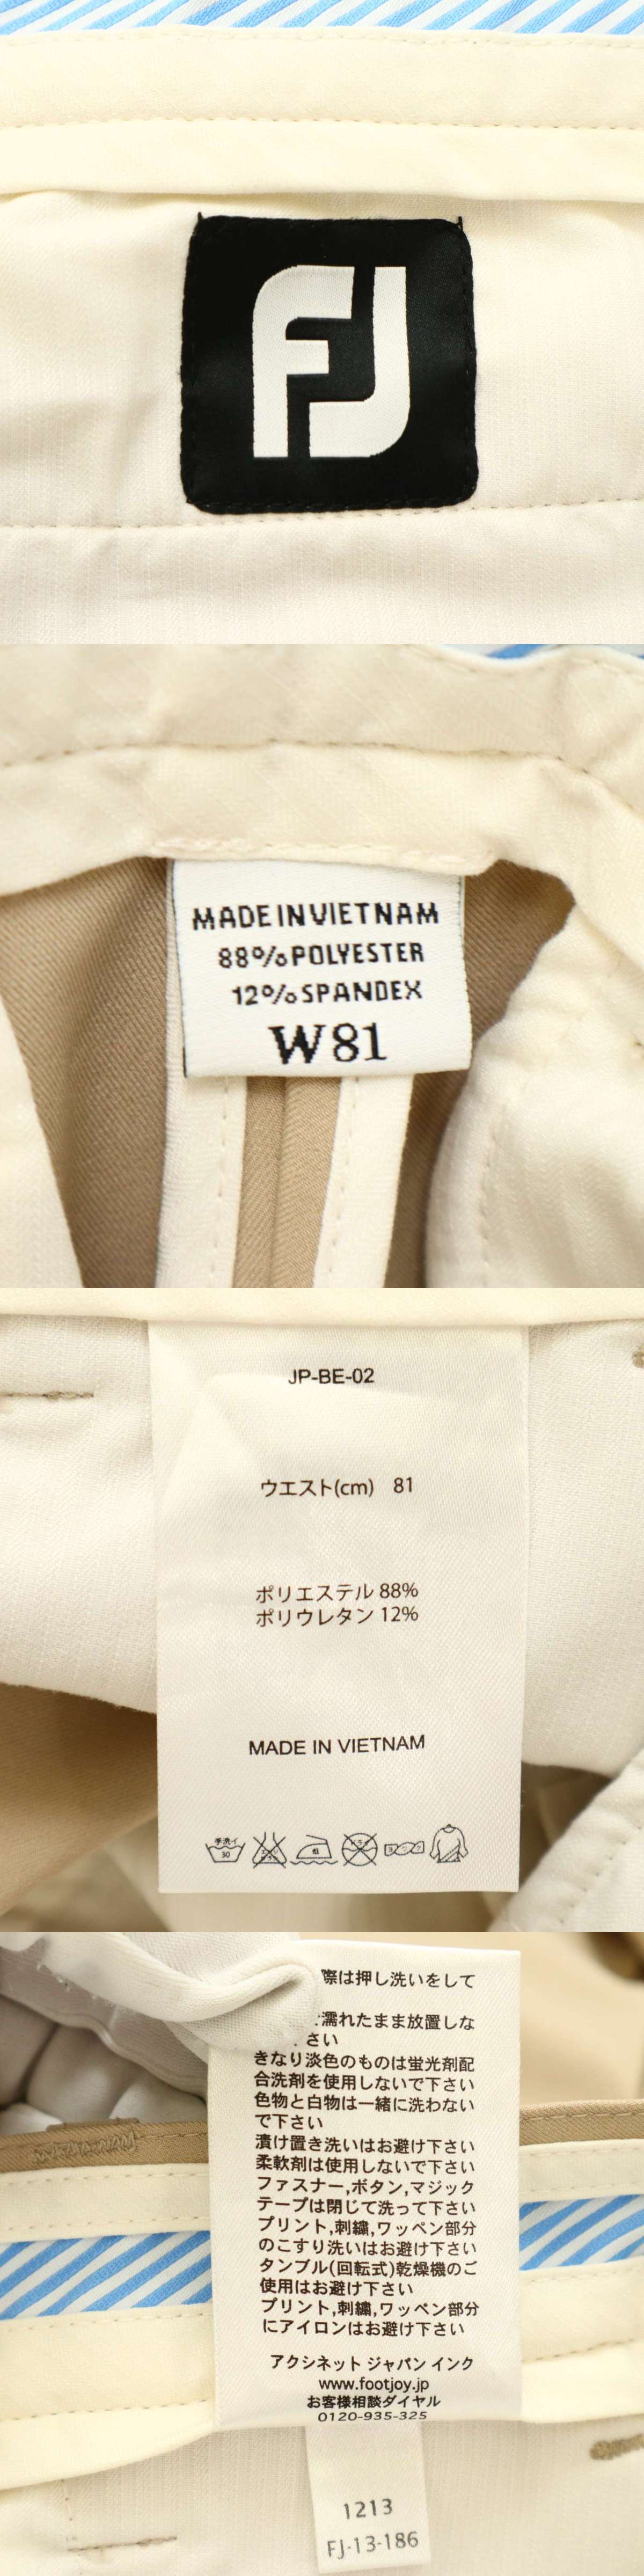 FJ
MADE IN VIETNAM
88%POLYESTER
12%SPANDEX
W81
JP-BE-02
ウエスト(cm) 81
ポリエステル 88%
ポリウレタン 12%
MADE IN VIETNAM
手洗イ
30
際は押し洗いをして
濡れたまま放置しな
さい
きなり淡色のものは蛍光剤配
合洗剤を使用しないで下さい
色物と白物は一緒に洗わない
で下さい
漬け置き洗いはお避け下さい
柔軟剤は使用しないで下さい
ファスナー,ボタン,マジック
テープは閉じて洗って下さい
プリント,刺繍,ワッペン部分
のこすり洗いはお避け下さい
タンブル(回転式)乾燥機のご
使用はお避け下さい
プリント,刺繍,ワッペン部分
にアイロンはお避け下さい
アクシネット ジャパン インク
www.footjoy.jp
お客様相談ダイヤル
0120-935-325
1213
FJ-13-186